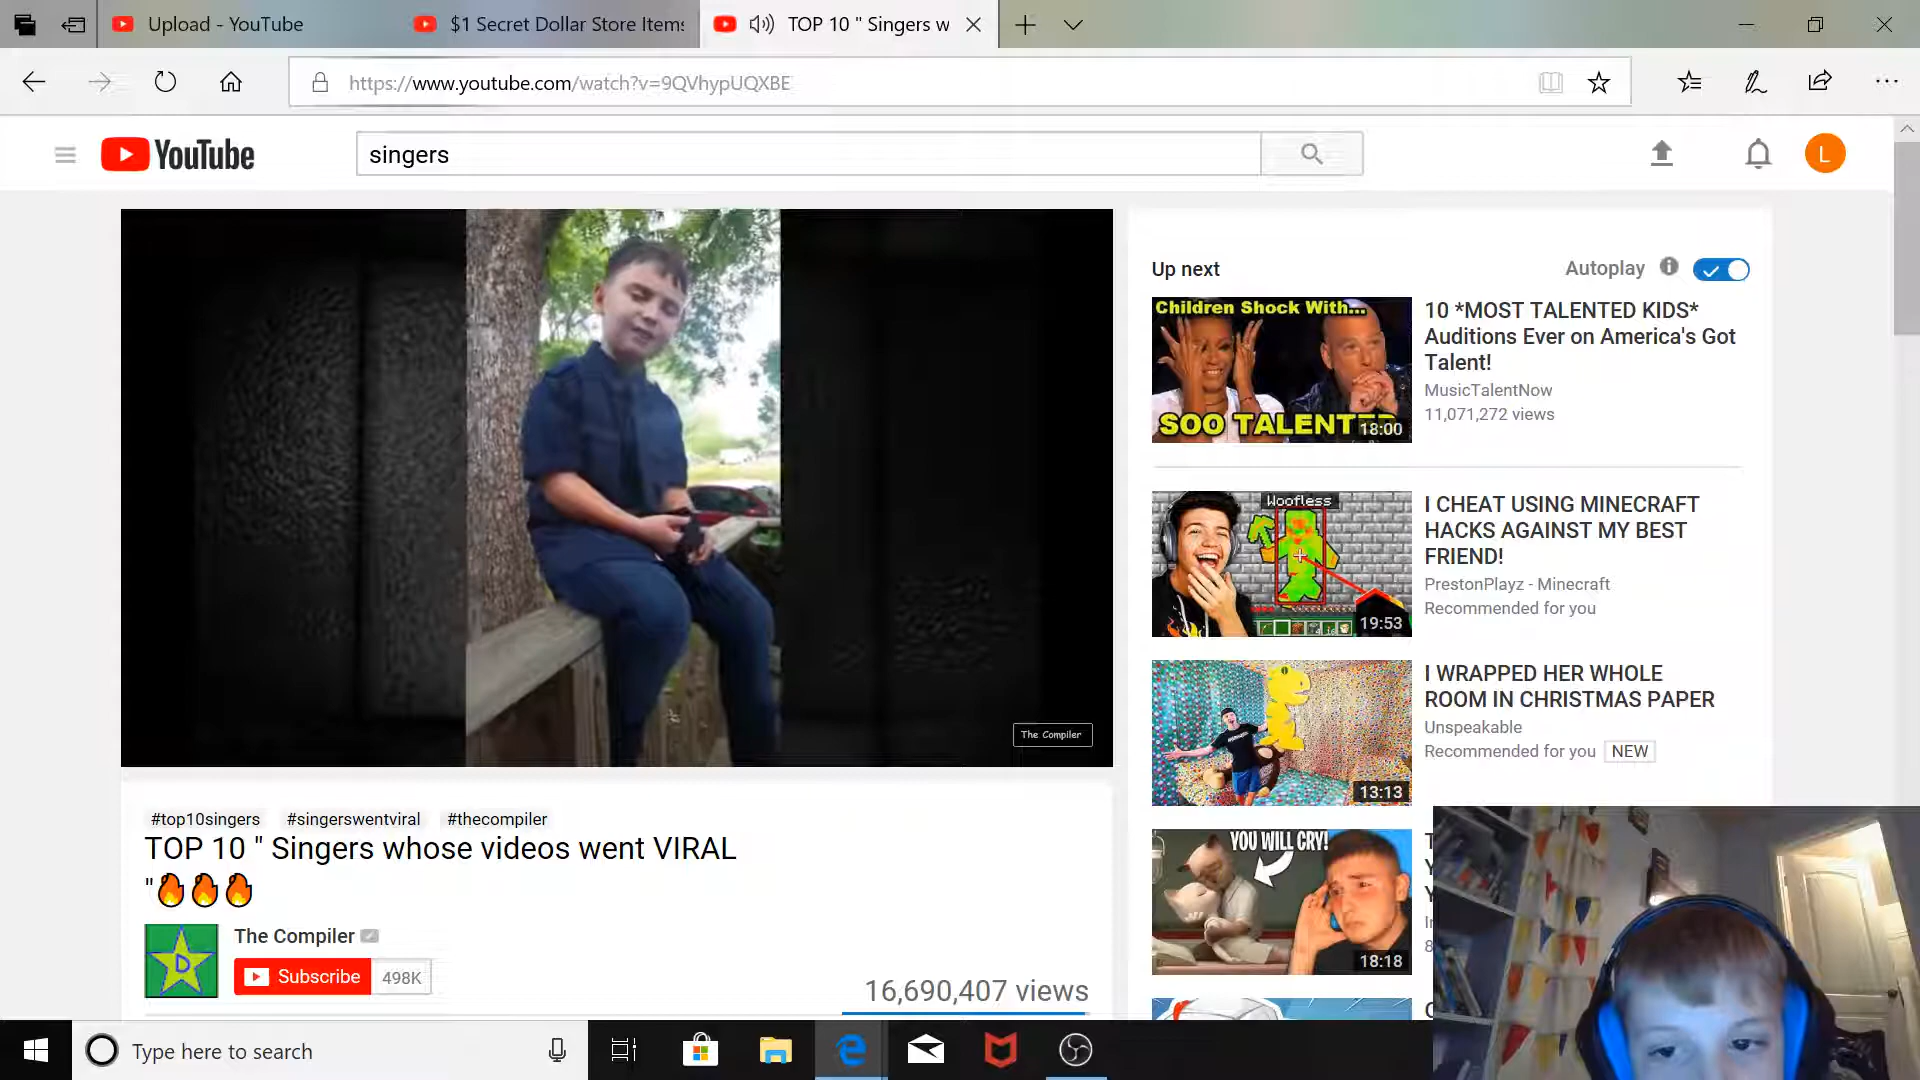 Upload - YouTube
$1 Secret Dollar Store Items
TOP 10 " Singers w
https://www.youtube.com/watch?v=9QVhypUQXBE
YouTube
singers
L
The Compiler
Up next
Autoplay
Children Shock With...
SOO TALENTED
18:00
10 *MOST TALENTED KIDS*
Auditions Ever on America's Got
Talent!
MusicTalentNow
11,071,272 views
Woofless
19:53
I CHEAT USING MINECRAFT
HACKS AGAINST MY BEST
FRIEND!
PrestonPlayz - Minecraft
Recommended for you
13:13
I WRAPPED HER WHOLE
ROOM IN CHRISTMAS PAPER
Unspeakable
Recommended for you NEW
YOU WILL CRY!
18:18
#top10singers #singerswentviral #thecompiler
TOP 10 " Singers whose videos went VIRAL
"🔥🔥🔥
D
The Compiler
Subscribe 498K
16,690,407 views
Type here to search